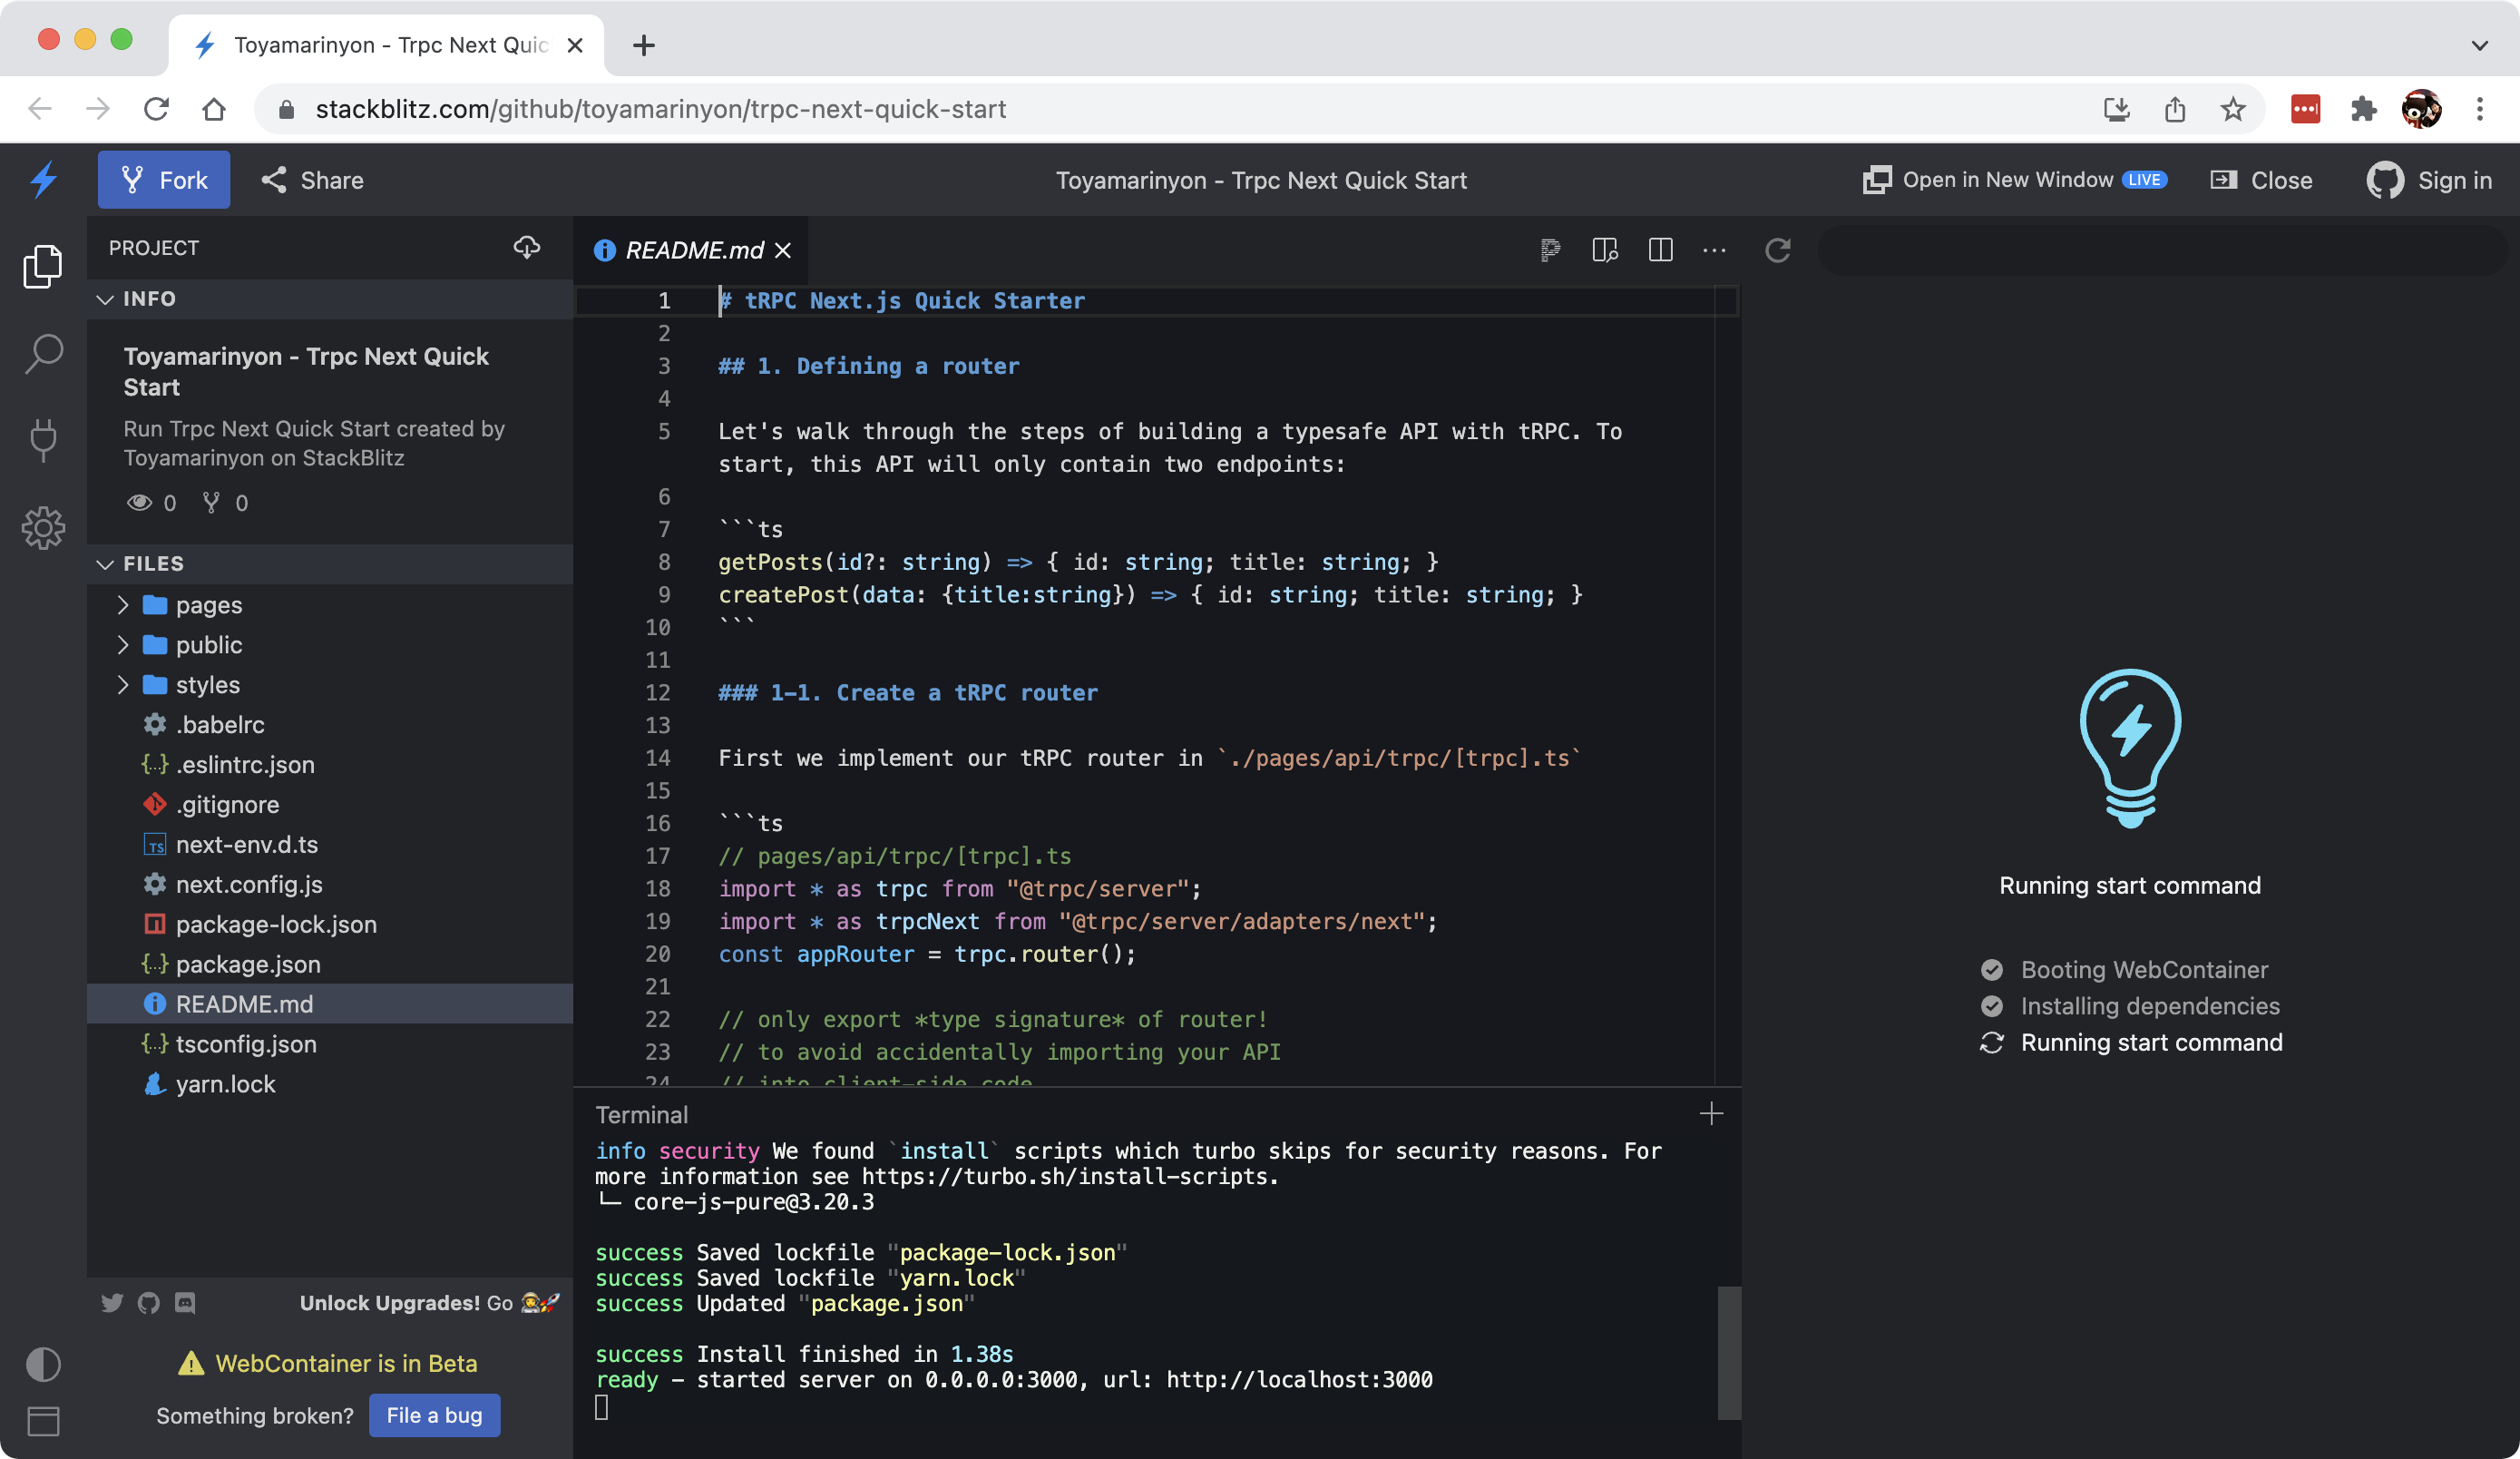 Toyamarinyon - Trpc Next Quic
stackblitz.com/github/toyamarinyon/trpc-next-quick-start
Fork
Share
Toyamarinyon - Trpc Next Quick Start
Open in New Window LIVE
Close
Sign in
PROJECT
INFO
Toyamarinyon - Trpc Next Quick
Start
Run Trpc Next Quick Start created by
Toyamarinyon on StackBlitz
0 0
FILES
pages
public
styles
.babelrc
{..} .eslintrc.json
.gitignore
TS next-env.d.ts
next.config.js
package-lock.json
{..} package.json
README.md
{..} tsconfig.json
yarn.lock
Unlock Upgrades! Go 👩‍🚀🚀
WebContainer is in Beta
Something broken? File a bug
README.md
1 # tRPC Next.js Quick Starter
2
3 ## 1. Defining a router
4
5 Let's walk through the steps of building a typesafe API with tRPC. To
start, this API will only contain two endpoints:
6
7 ```ts
8 getPosts(id?: string) => { id: string; title: string; }
9 createPost(data: {title:string}) => { id: string; title: string; }
10 ```
11
12 ### 1-1. Create a tRPC router
13
14 First we implement our tRPC router in `./pages/api/trpc/[trpc].ts`
15
16 ```ts
17 // pages/api/trpc/[trpc].ts
18 import * as trpc from "@trpc/server";
19 import * as trpcNext from "@trpc/server/adapters/next";
20 const appRouter = trpc.router();
21
22 // only export *type signature* of router!
23 // to avoid accidentally importing your API
24 // into client-side code
Terminal
info security We found `install` scripts which turbo skips for security reasons. For
more information see https://turbo.sh/install-scripts.
└─ core-js-pure@3.20.3
success Saved lockfile "package-lock.json"
success Saved lockfile "yarn.lock"
success Updated "package.json"
success Install finished in 1.38s
ready - started server on 0.0.0.0:3000, url: http://localhost:3000
Running start command
Booting WebContainer
Installing dependencies
Running start command